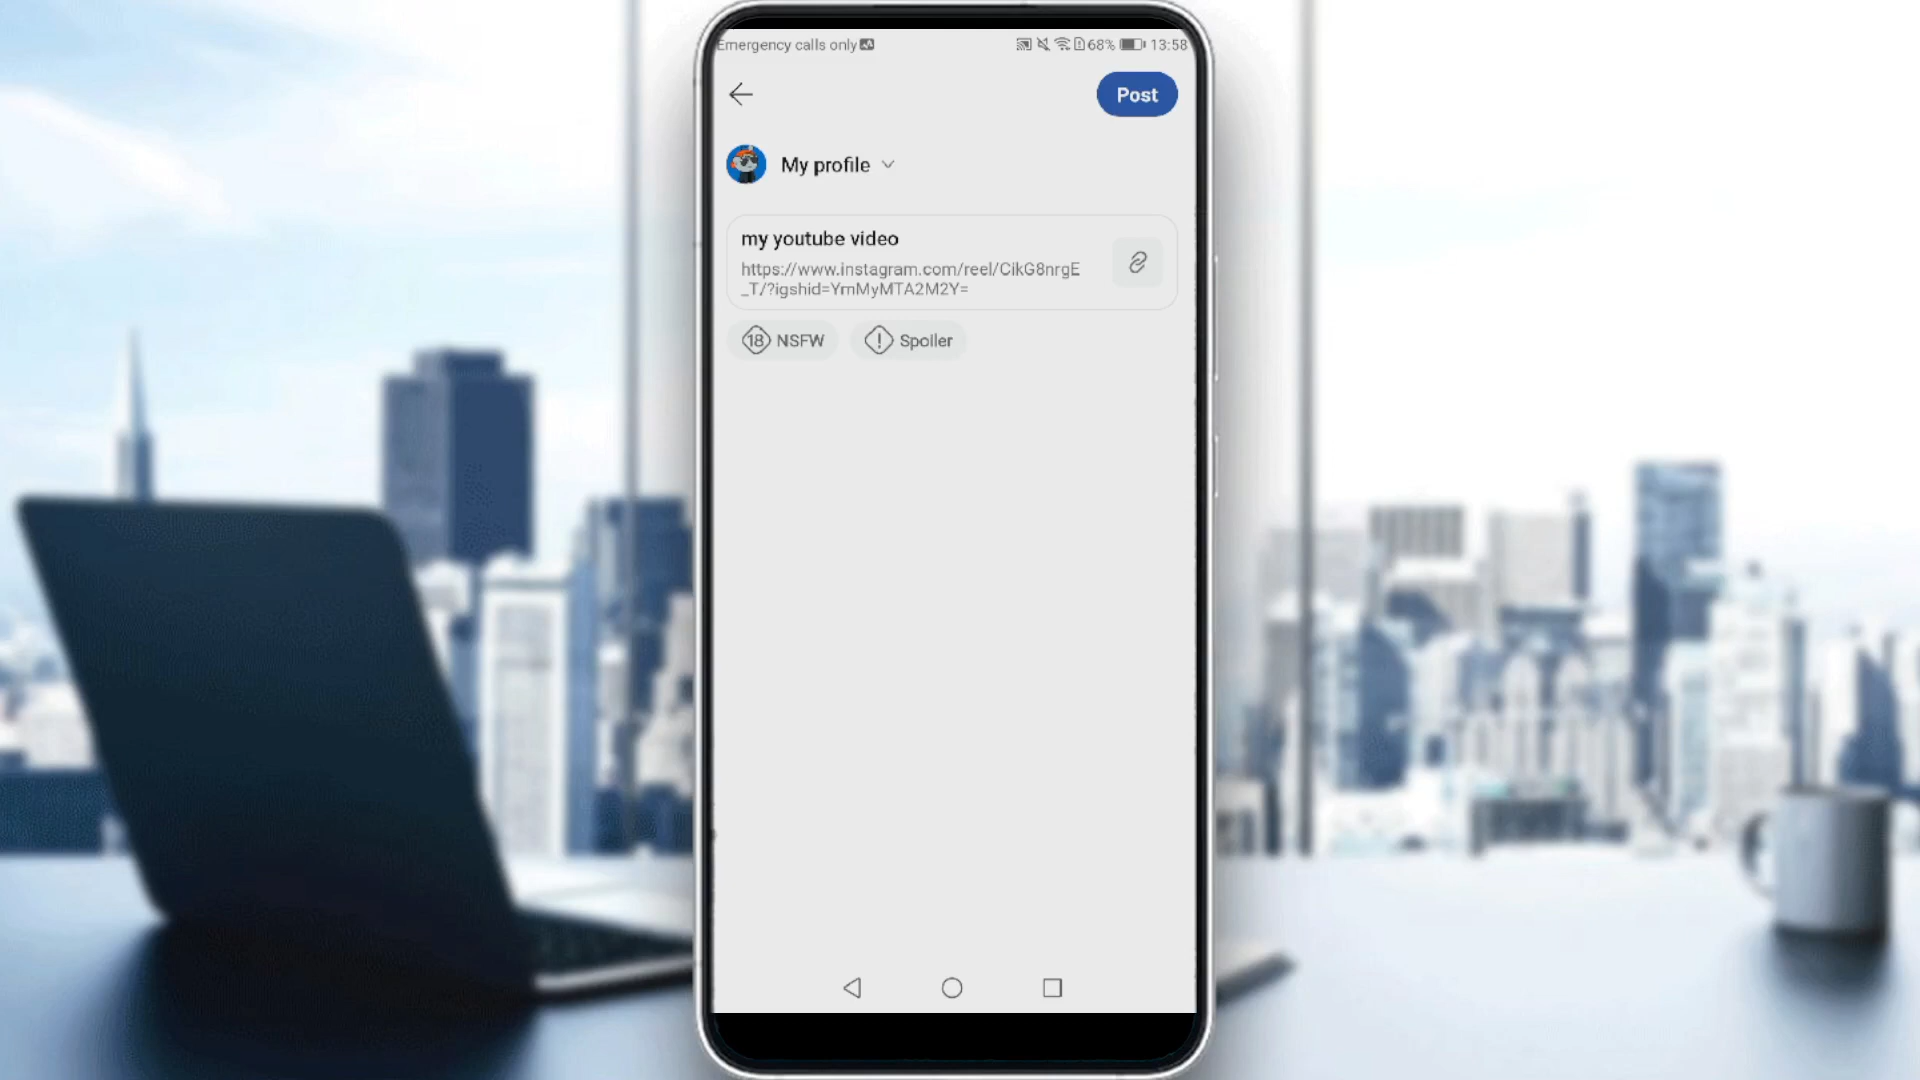 Emergency calls only
68% 13:58
Post
My profile
my youtube video
https://www.instagram.com/reel/CikG8nrgE
_T/?igshid=YmMyMTA2M2Y=
18 NSFW ! Spoiler